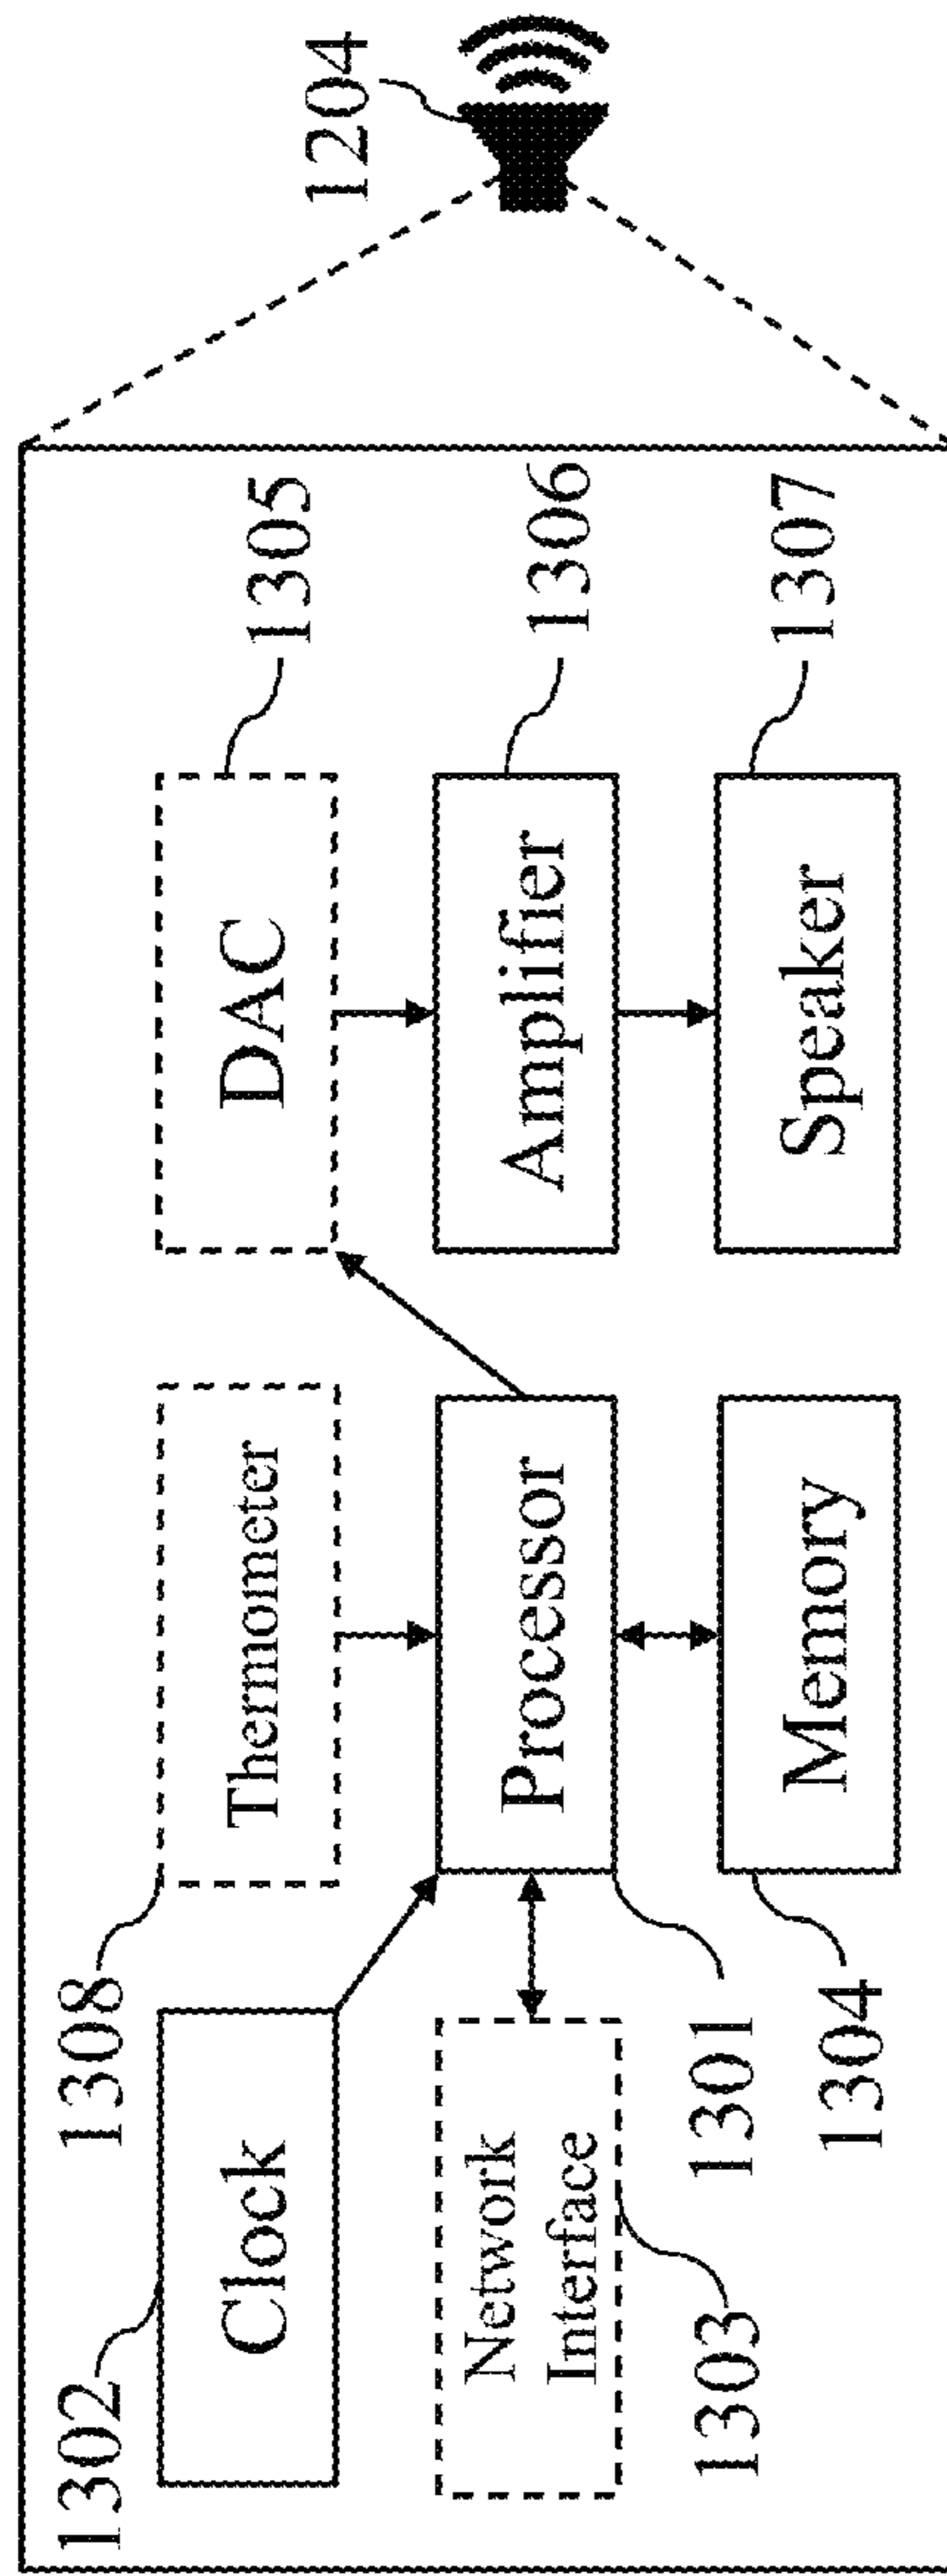 1302
1308
Clock
Thermometer
DAC
1305
1204
Network
Interface
Processor
Amplifier
1306
1303
1301
Memory
Speaker
1307
1304